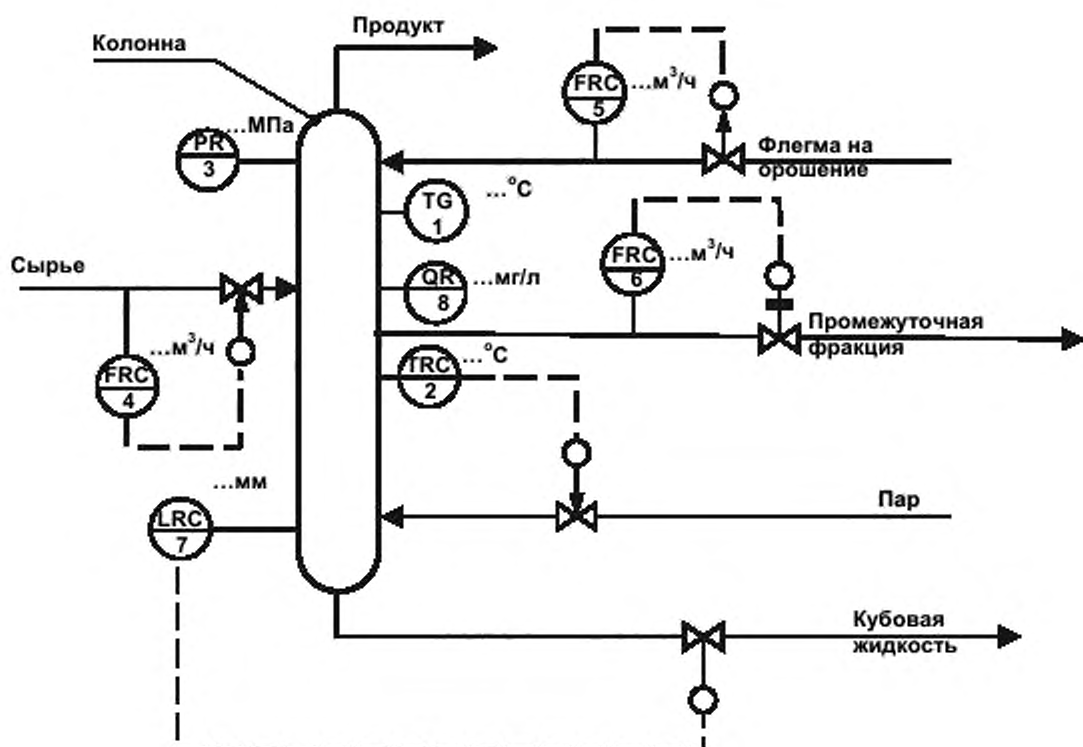 Продукт
Колонна
FRC
5
...м³/ч
...МПа
PR
3
Флегма на
орошение
...°С
TG
1
FRC
6
...м³/ч
Сырье
QR
8
...мг/л
Промежуточная
фракция
...м³/ч
FRC
4
TRC
2
...°С
...мм
LRC
7
Пар
Кубовая
жидкость